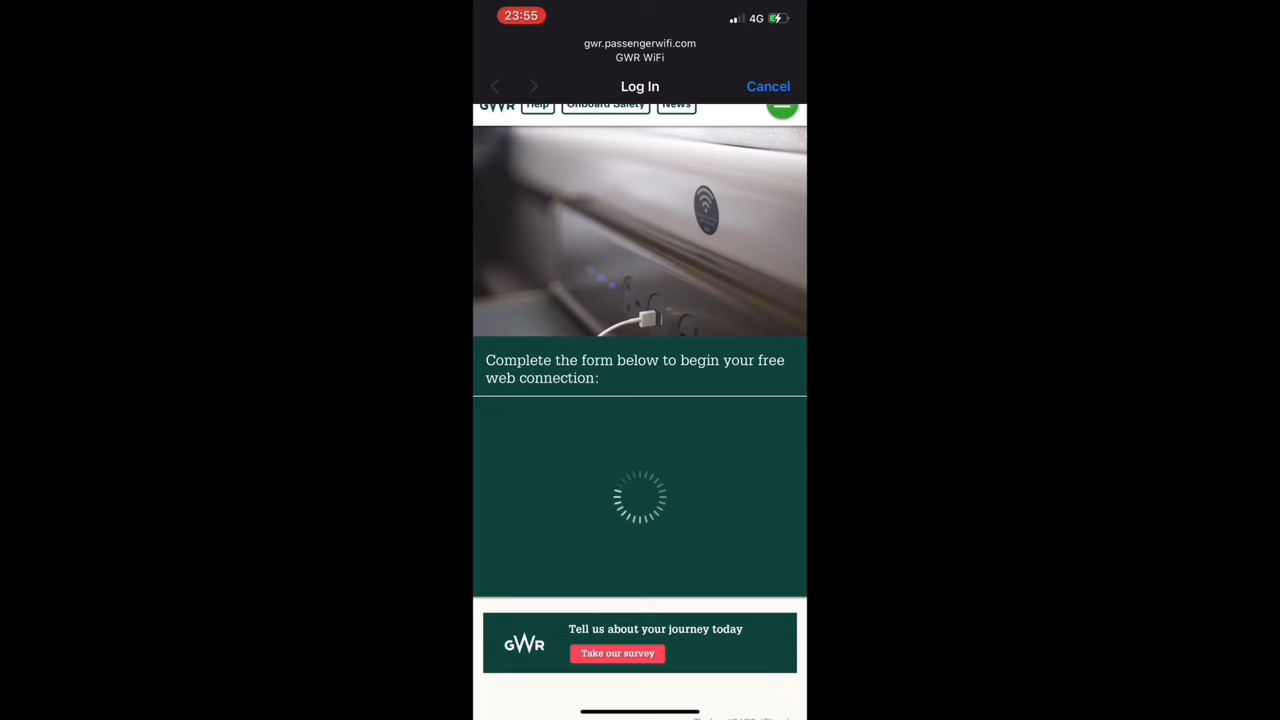 23:55
4G
gwr.passengerwifi.com
GWR WiFi
Log In
Cancel
GWR
Help
Onboard Safety
News
Complete the form below to begin your free
web connection:
GWR
Tell us about your journey today
Take our survey